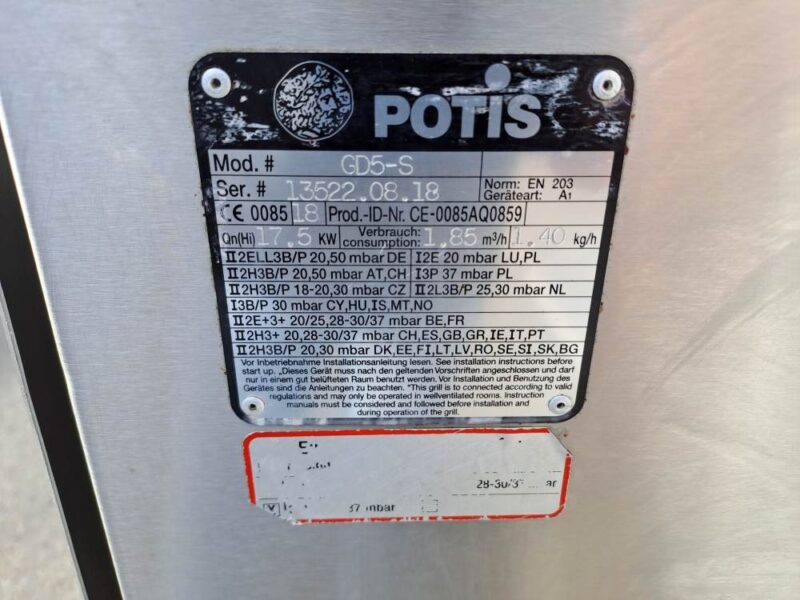 POTIS
Mod. # GD5-S
Ser. # 13522.08.18 Norm: EN 203
Geräteart: A1
CE 0085 18 Prod.-ID-Nr. CE-0085AQ0859
Qn(Hi) 17.5 KW Verbrauch: consumption: 1.85 m³/h 1.40 kg/h
II2ELL3B/P 20,50 mbar DE I2E 20 mbar LU,PL
II2H3B/P 20,50 mbar AT,CH I3P 37 mbar PL
II2H3B/P 18-20,30 mbar CZ II2L3B/P 25,30 mbar NL
I3B/P 30 mbar CY,HU,IS,MT,NO
II2E+3+ 20/25,28-30/37 mbar BE,FR
II2H3+ 20,28-30/37 mbar CH,ES,GB,GR,IE,IT,PT
II2H3B/P 20,30 mbar DK,EE,FI,LT,LV,RO,SE,SI,SK,BG
Vor Inbetriebnahme Installationsanleitung lesen. See installation instructions before
start up. „Dieses Gerät muss nach den geltenden Vorschriften angeschlossen und darf
nur in einem gut belüfteten Raum benutzt werden. Vor Installation und Benutzung des
Gerätes sind die Anleitungen zu beachten. "This grill is to connected according to valid
regulations and may only be operated in wellventilated rooms. Instruction
manuals must be considered and followed before installation and
during operation of the grill.
28-30/3 ar
37 mbar